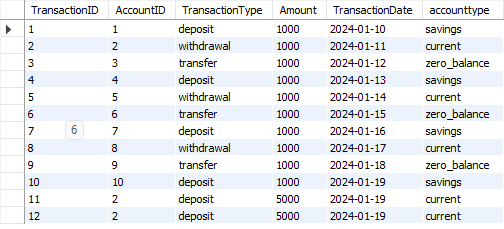 TransactionID AccountID TransactionType Amount TransactionDate accounttype
1 1 deposit 1000 2024-01-10 savings
2 2 withdrawal 1000 2024-01-11 current
3 3 transfer 1000 2024-01-12 zero_balance
4 4 deposit 1000 2024-01-13 savings
5 5 withdrawal 1000 2024-01-14 current
6 6 transfer 1000 2024-01-15 zero_balance
7 6 7 deposit 1000 2024-01-16 savings
8 8 withdrawal 1000 2024-01-17 current
9 9 transfer 1000 2024-01-18 zero_balance
10 10 deposit 1000 2024-01-19 savings
11 2 deposit 5000 2024-01-19 current
12 2 deposit 5000 2024-01-19 current